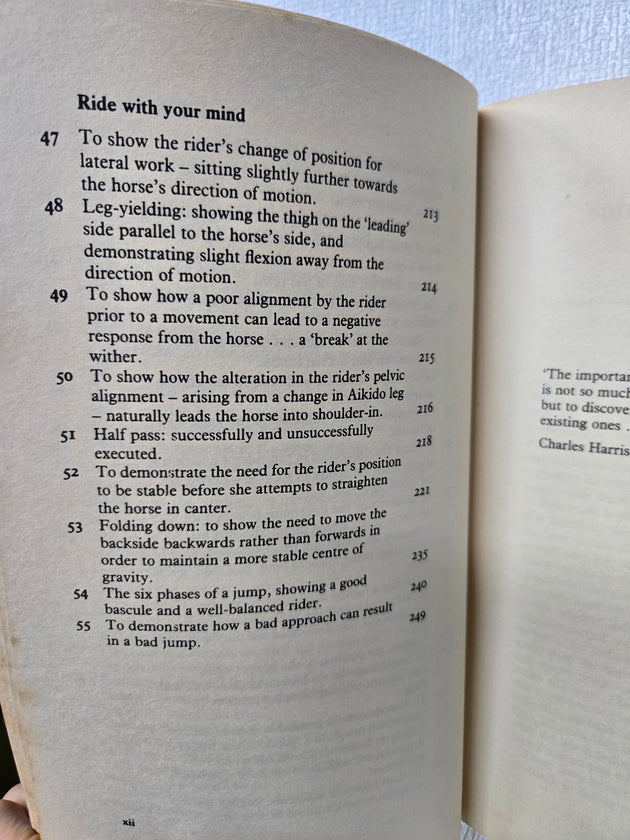 Ride with your mind
47 To show the rider's change of position for
lateral work – sitting slightly further towards
the horse's direction of motion. 213
48 Leg-yielding: showing the thigh on the 'leading'
side parallel to the horse's side, and
demonstrating slight flexion away from the
direction of motion. 214
49 To show how a poor alignment by the rider
prior to a movement can lead to a negative
response from the horse . . . a 'break' at the
wither. 215
50 To show how the alteration in the rider's pelvic
alignment – arising from a change in Aikido leg
– naturally leads the horse into shoulder-in. 216
51 Half pass: successfully and unsuccessfully
executed. 218
52 To demonstrate the need for the rider's position
to be stable before she attempts to straighten
the horse in canter. 221
53 Folding down: to show the need to move the
backside backwards rather than forwards in
order to maintain a more stable centre of
gravity. 235
54 The six phases of a jump, showing a good
bascule and a well-balanced rider. 240
55 To demonstrate how a bad approach can result
in a bad jump. 249
xii
'The
is not so
but to
existing ones .
Charles Harris